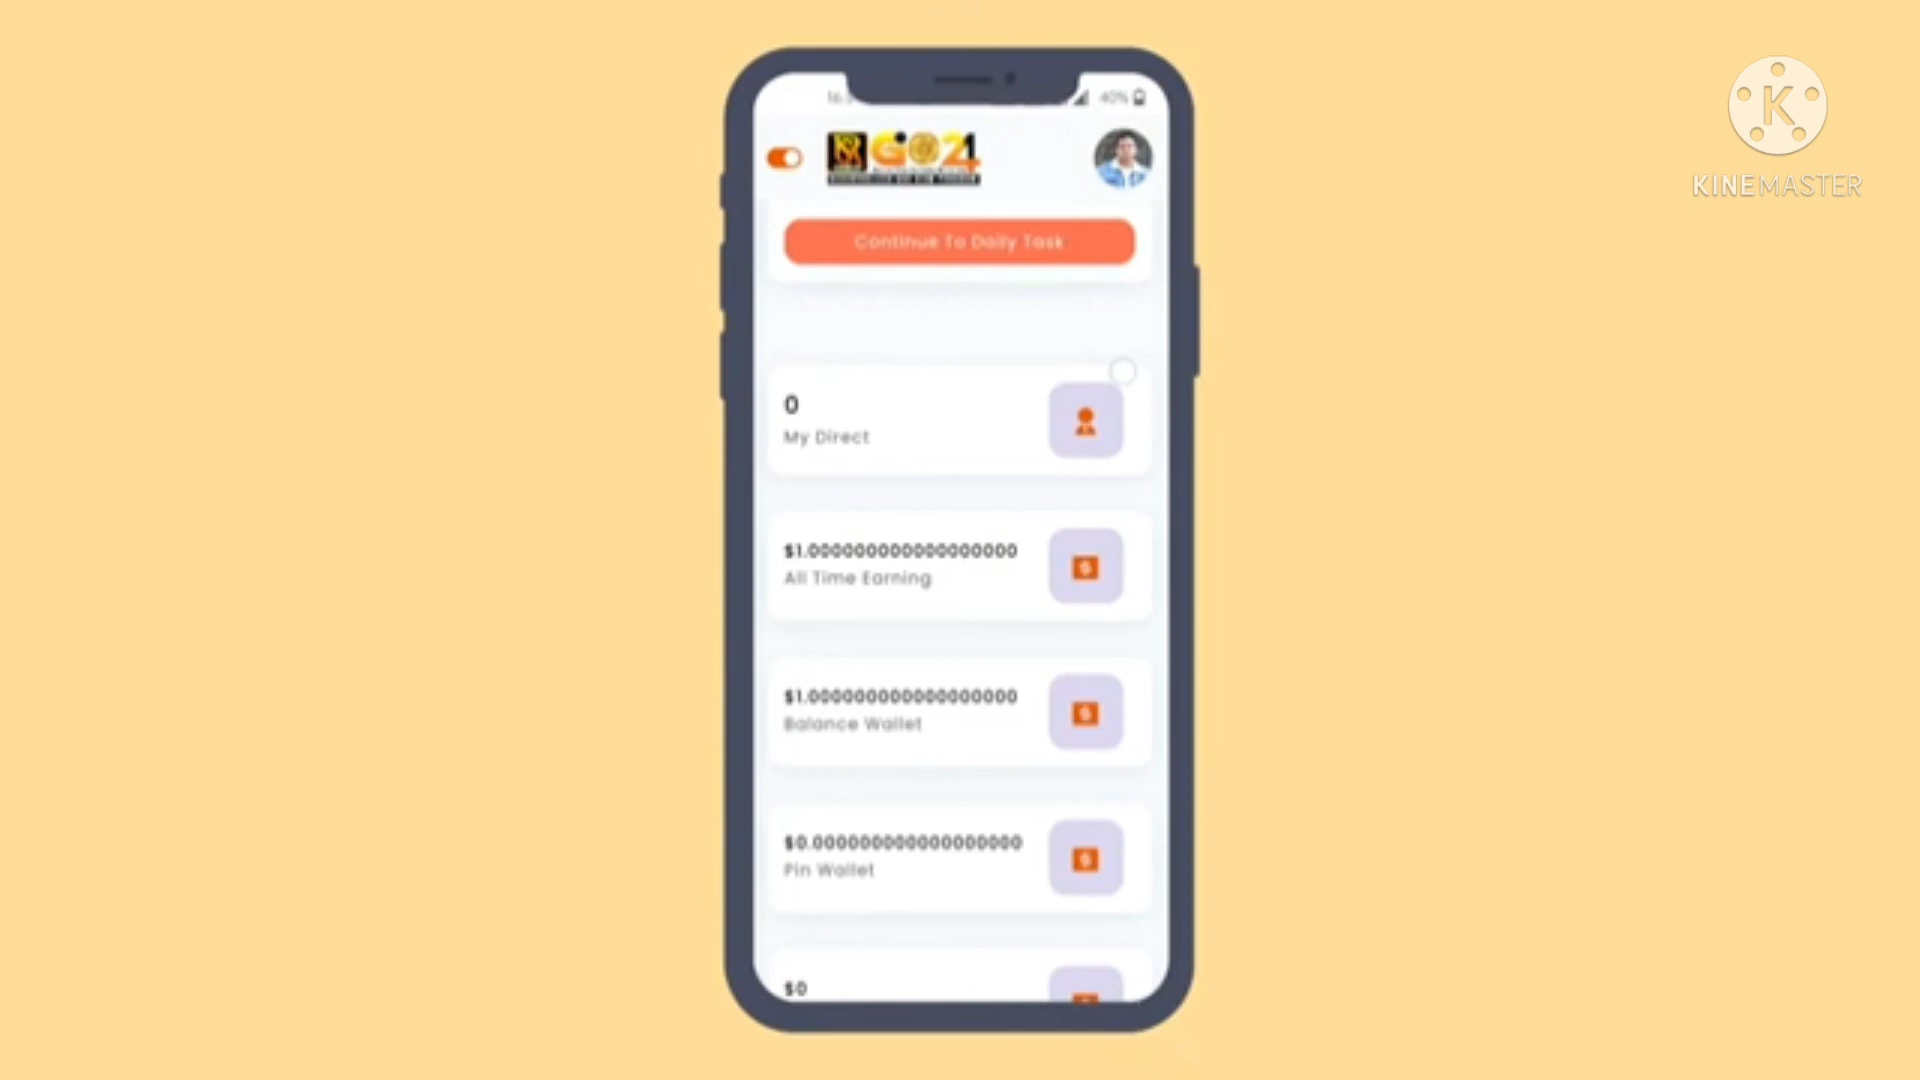 40%
GO24
Continue To Daily Task
0
My Direct
$1.000000000000000000
All Time Earning
$1.000000000000000000
Balance Wallet
$0.000000000000000000
Pin Wallet
$0
K
KINEMASTER